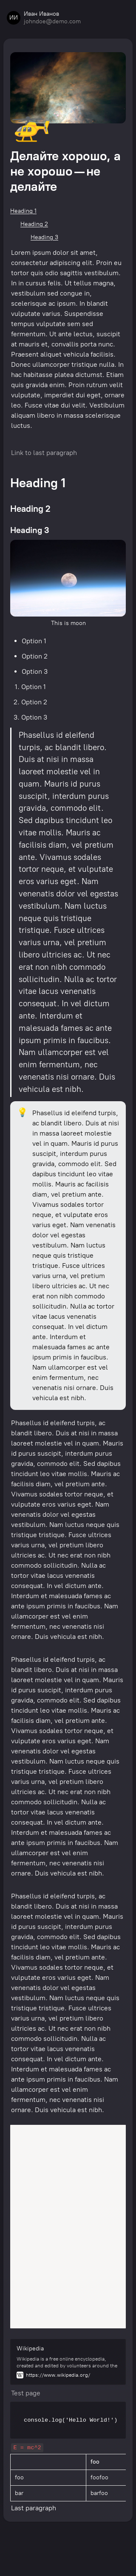 ИИ
Иван Иванов
johndoe@demo.com
Делайте хорошо, а
не хорошо — не
делайте
Heading 1
Heading 2
Heading 3
Lorem ipsum dolor sit amet,
consectetur adipiscing elit. Proin eu
tortor quis odio sagittis vestibulum.
In in cursus felis. Ut tellus magna,
vestibulum sed congue in,
scelerisque ac ipsum. In blandit
vulputate varius. Suspendisse
tempus vulputate sem sed
fermentum. Ut ante lectus, suscipit
at mauris et, convallis porta nunc.
Praesent aliquet vehicula facilisis.
Donec ullamcorper tristique nulla. In
hac habitasse platea dictumst. Etiam
quis gravida enim. Proin rutrum velit
vulputate, imperdiet dui eget, ornare
leo. Fusce vitae dui velit. Vestibulum
aliquam libero in massa scelerisque
luctus.
Link to last paragraph
Heading 1
Heading 2
Heading 3
This is moon
• Option 1
• Option 2
• Option 3
1. Option 1
2. Option 2
3. Option 3
Phasellus id eleifend
turpis, ac blandit libero.
Duis at nisi in massa
laoreet molestie vel in
quam. Mauris id purus
suscipit, interdum purus
gravida, commodo elit.
Sed dapibus tincidunt leo
vitae mollis. Mauris ac
facilisis diam, vel pretium
ante. Vivamus sodales
tortor neque, et vulputate
eros varius eget. Nam
venenatis dolor vel egestas
vestibulum. Nam luctus
neque quis tristique
tristique. Fusce ultrices
varius urna, vel pretium
libero ultricies ac. Ut nec
erat non nibh commodo
sollicitudin. Nulla ac tortor
vitae lacus venenatis
consequat. In vel dictum
ante. Interdum et
malesuada fames ac ante
ipsum primis in faucibus.
Nam ullamcorper est vel
enim fermentum, nec
venenatis nisi ornare. Duis
vehicula est nibh.
Phasellus id eleifend turpis,
ac blandit libero. Duis at nisi
in massa laoreet molestie
vel in quam. Mauris id purus
suscipit, interdum purus
gravida, commodo elit. Sed
dapibus tincidunt leo vitae
mollis. Mauris ac facilisis
diam, vel pretium ante.
Vivamus sodales tortor
neque, et vulputate eros
varius eget. Nam venenatis
dolor vel egestas
vestibulum. Nam luctus
neque quis tristique
tristique. Fusce ultrices
varius urna, vel pretium
libero ultricies ac. Ut nec
erat non nibh commodo
sollicitudin. Nulla ac tortor
vitae lacus venenatis
consequat. In vel dictum
ante. Interdum et
malesuada fames ac ante
ipsum primis in faucibus.
Nam ullamcorper est vel
enim fermentum, nec
venenatis nisi ornare. Duis
vehicula est nibh.
Phasellus id eleifend turpis, ac
blandit libero. Duis at nisi in massa
laoreet molestie vel in quam. Mauris
id purus suscipit, interdum purus
gravida, commodo elit. Sed dapibus
tincidunt leo vitae mollis. Mauris ac
facilisis diam, vel pretium ante.
Vivamus sodales tortor neque, et
vulputate eros varius eget. Nam
venenatis dolor vel egestas
vestibulum. Nam luctus neque quis
tristique tristique. Fusce ultrices
varius urna, vel pretium libero
ultricies ac. Ut nec erat non nibh
commodo sollicitudin. Nulla ac
tortor vitae lacus venenatis
consequat. In vel dictum ante.
Interdum et malesuada fames ac
ante ipsum primis in faucibus. Nam
ullamcorper est vel enim
fermentum, nec venenatis nisi
ornare. Duis vehicula est nibh.
Phasellus id eleifend turpis, ac
blandit libero. Duis at nisi in massa
laoreet molestie vel in quam. Mauris
id purus suscipit, interdum purus
gravida, commodo elit. Sed dapibus
tincidunt leo vitae mollis. Mauris ac
facilisis diam, vel pretium ante.
Vivamus sodales tortor neque, et
vulputate eros varius eget. Nam
venenatis dolor vel egestas
vestibulum. Nam luctus neque quis
tristique tristique. Fusce ultrices
varius urna, vel pretium libero
ultricies ac. Ut nec erat non nibh
commodo sollicitudin. Nulla ac
tortor vitae lacus venenatis
consequat. In vel dictum ante.
Interdum et malesuada fames ac
ante ipsum primis in faucibus. Nam
ullamcorper est vel enim
fermentum, nec venenatis nisi
ornare. Duis vehicula est nibh.
Phasellus id eleifend turpis, ac
blandit libero. Duis at nisi in massa
laoreet molestie vel in quam. Mauris
id purus suscipit, interdum purus
gravida, commodo elit. Sed dapibus
tincidunt leo vitae mollis. Mauris ac
facilisis diam, vel pretium ante.
Vivamus sodales tortor neque, et
vulputate eros varius eget. Nam
venenatis dolor vel egestas
vestibulum. Nam luctus neque quis
tristique tristique. Fusce ultrices
varius urna, vel pretium libero
ultricies ac. Ut nec erat non nibh
commodo sollicitudin. Nulla ac
tortor vitae lacus venenatis
consequat. In vel dictum ante.
Interdum et malesuada fames ac
ante ipsum primis in faucibus. Nam
ullamcorper est vel enim
fermentum, nec venenatis nisi
ornare. Duis vehicula est nibh.
Wikipedia
Wikipedia is a free online encyclopedia,
created and edited by volunteers around the
W https://www.wikipedia.org/
Test page
console.log('Hello World!')
E = mc^2
foo
foo foofoo
bar barfoo
Last paragraph